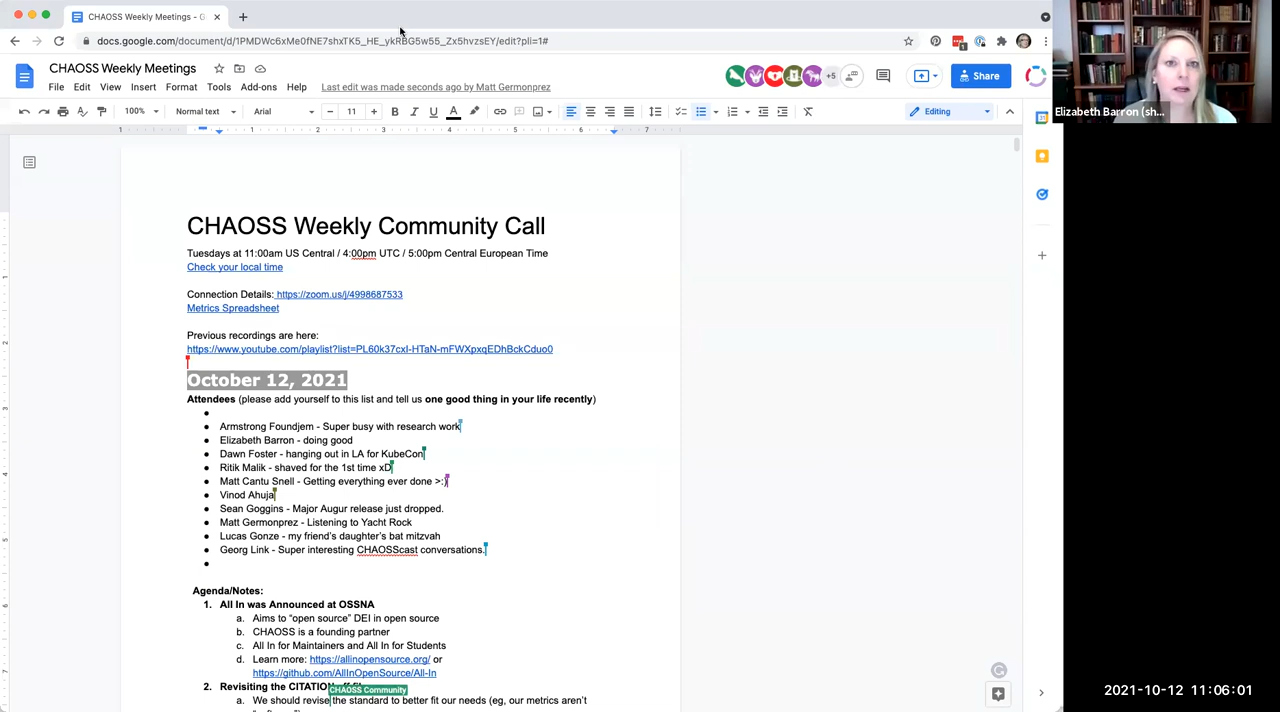 CHAOSS Weekly Meetings - G
docs.google.com/document/d/1PMDWc6xMe0fNE7shxTK5_HE_ykRBG5w55_Zx5hvzsEY/edit?pli=1#
CHAOSS Weekly Meetings
File Edit View Insert Format Tools Add-ons Help Last edit was made seconds ago by Matt Germonprez
+5
Share
100% Normal text Arial 11 Editing
Elizabeth Barron (sh...
1 1 2 3 4 5 6 7
CHAOSS Weekly Community Call
Tuesdays at 11:00am US Central / 4:00pm UTC / 5:00pm Central European Time
Check your local time
Connection Details: https://zoom.us/j/4998687533
Metrics Spreadsheet
Previous recordings are here:
https://www.youtube.com/playlist?list=PL60k37cxI-HTaN-mFWXpxqEDhBckCduo0
October 12, 2021
Attendees (please add yourself to this list and tell us one good thing in your life recently)
●
● Armstrong Foundjem - Super busy with research work
● Elizabeth Barron - doing good
● Dawn Foster - hanging out in LA for KubeCon
● Ritik Malik - shaved for the 1st time xD
● Matt Cantu Snell - Getting everything ever done >:)
● Vinod Ahuja
● Sean Goggins - Major Augur release just dropped.
● Matt Germonprez - Listening to Yacht Rock
● Lucas Gonze - my friend's daughter's bat mitzvah
● Georg Link - Super interesting CHAOSScast conversations.
●
Agenda/Notes:
1. All In was Announced at OSSNA
a. Aims to “open source” DEI in open source
b. CHAOSS is a founding partner
c. All In for Maintainers and All In for Students
d. Learn more: https://allinopensource.org/ or
https://github.com/AllInOpenSource/All-In
2. Revisiting the CITATION
CHAOSS Community
a. We should revise the standard to better fit our needs (eg, our metrics aren't
2021-10-12 11:06:01